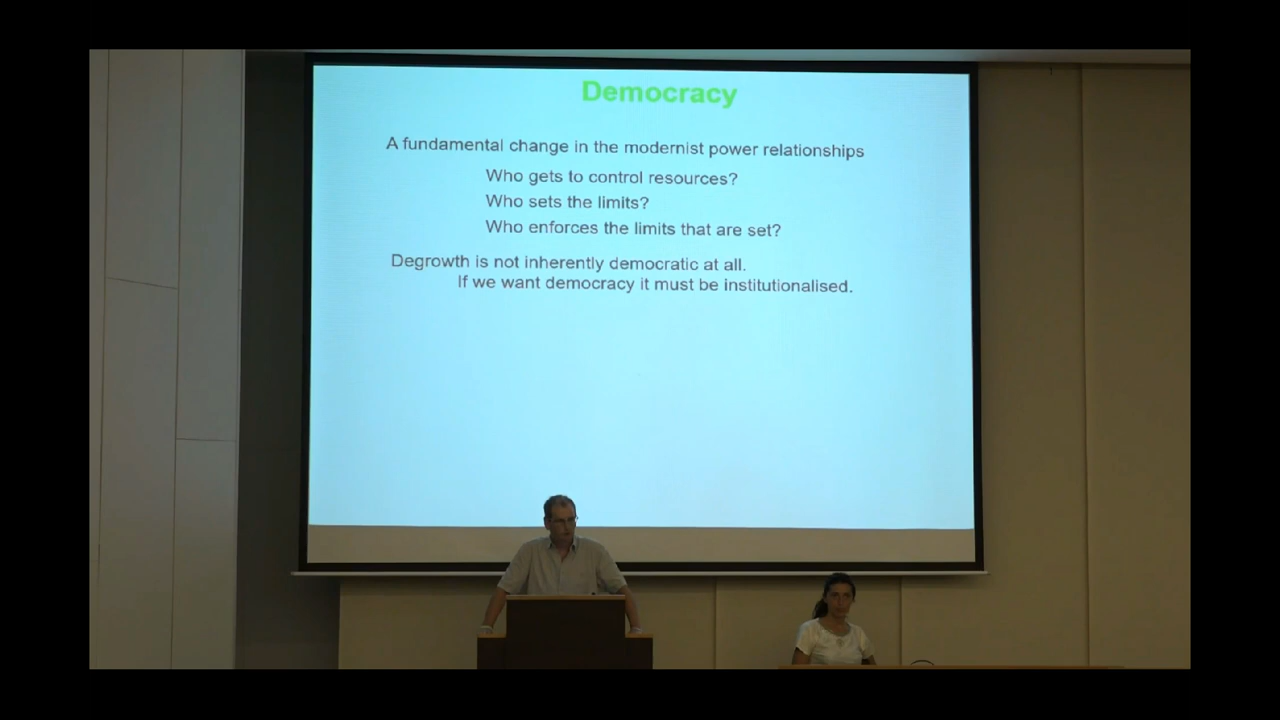 Democracy
A fundamental change in the modernist power relationships
Who gets to control resources?
Who sets the limits?
Who enforces the limits that are set?
Degrowth is not inherently democratic at all.
If we want democracy it must be institutionalised.